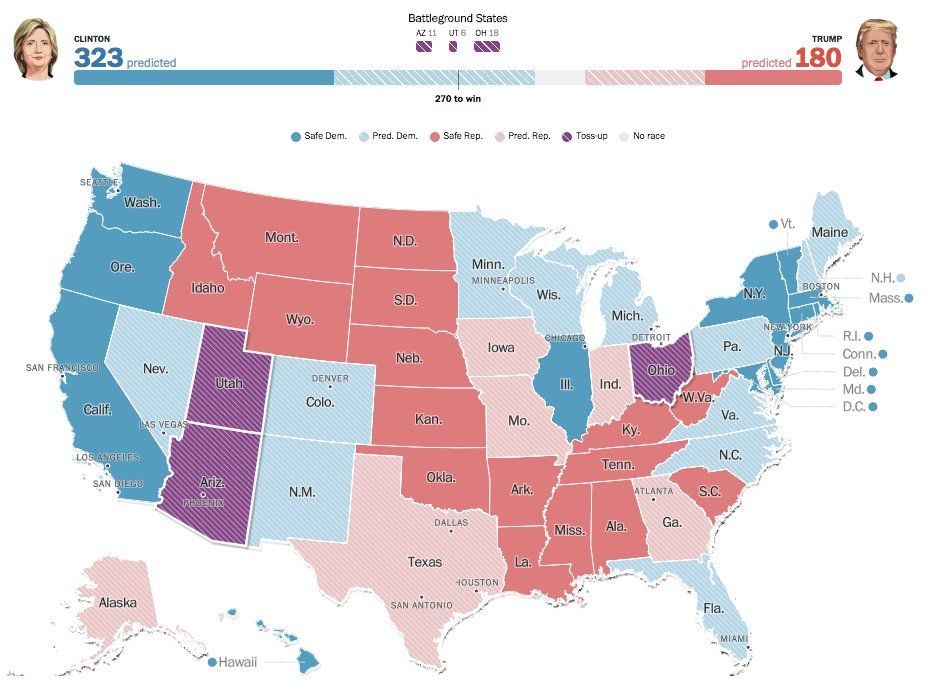 Battleground States
AZ 11 UT 6 OH 18
CLINTON
323 predicted
TRUMP
predicted 180
270 to win
Safe Dem. Pred. Dem. Safe Rep. Pred. Rep. Toss-up No race
SEATTLE
Wash.
Ore.
Idaho
Mont.
N.D.
S.D.
Wyo.
Neb.
Minn.
MINNEAPOLIS
Wis.
Mich.
DETROIT
Iowa
CHICAGO
Ill.
Ind.
Ohio
Pa.
N.Y.
NEW YORK
N.J.
Vt.
Maine
N.H.
BOSTON
Mass.
R.I.
Conn.
Del.
Md.
D.C.
SAN FRANCISCO
Nev.
Utah
DENVER
Colo.
Kan.
Mo.
Ky.
W.Va.
Va.
Calif.
LAS VEGAS
LOS ANGELES
SAN DIEGO
Ariz.
PHOENIX
N.M.
Okla.
Ark.
Tenn.
N.C.
S.C.
ATLANTA
Ga.
Ala.
Miss.
La.
DALLAS
Texas
HOUSTON
SAN ANTONIO
Fla.
MIAMI
Alaska
Hawaii